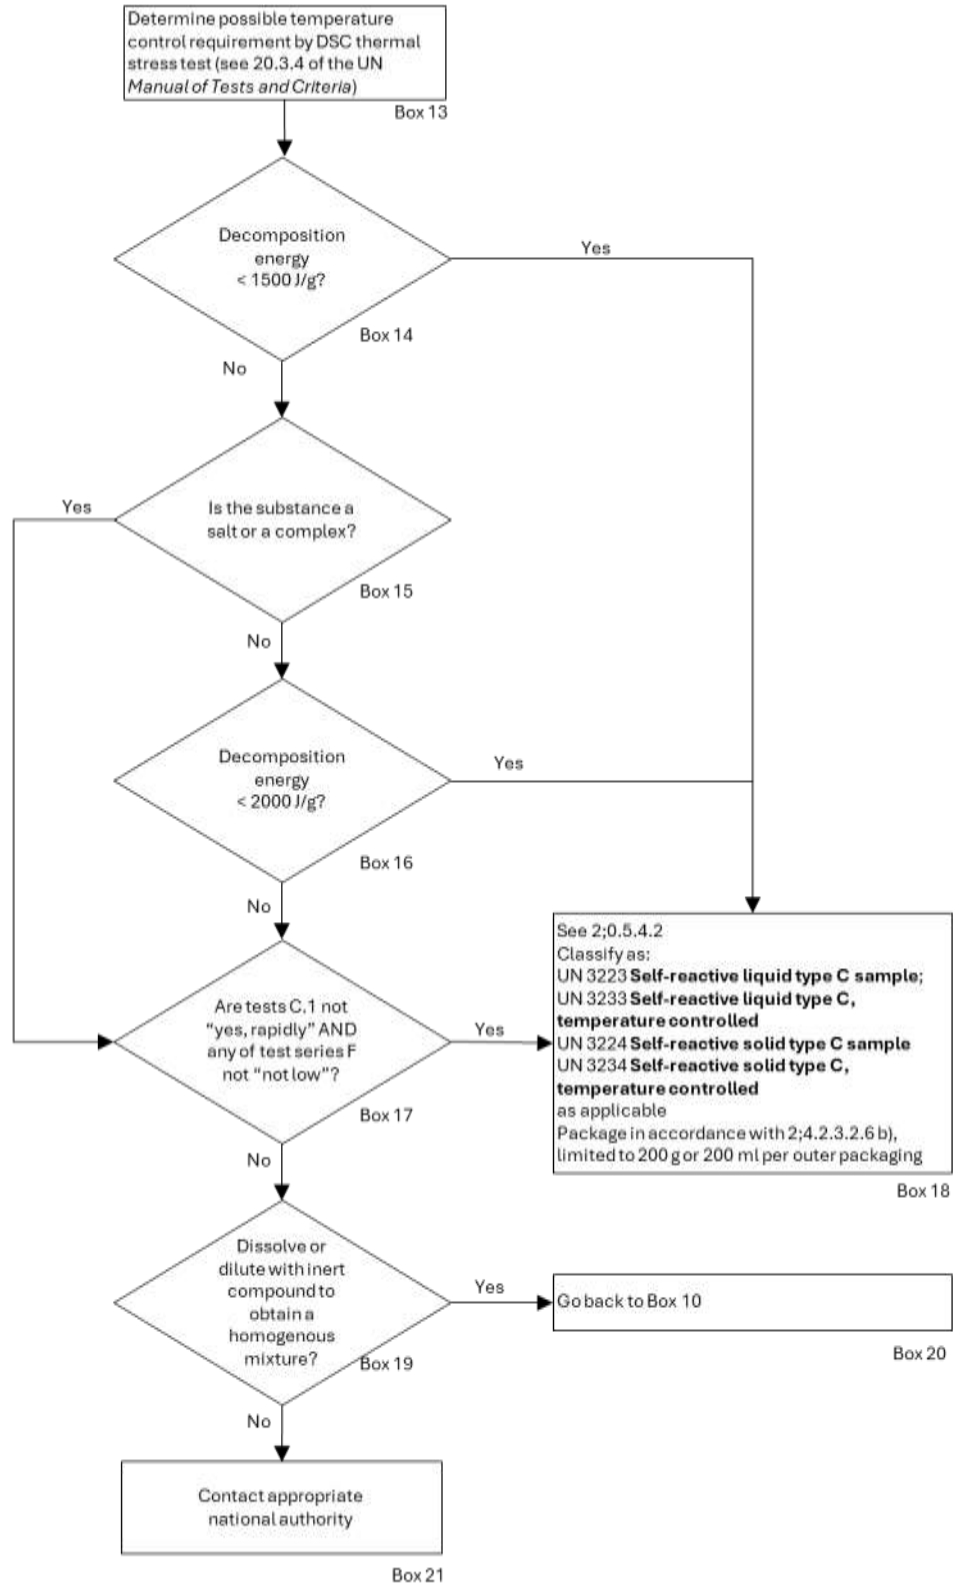 Determine possible temperature
control requirement by DSC thermal
stress test (see 20.3.4 of the UN
Manual of Tests and Criteria)
Box 13
Decomposition
energy
< 1500 J/g?
Yes
Box 14
No
Is the substance a
salt or a complex?
Yes
Box 15
No
Decomposition
energy
< 2000 J/g?
Yes
Box 16
No
Are tests C.1 not
“yes, rapidly” AND
any of test series F
not “not low”?
Yes
Box 17
See 2;0.5.4.2
Classify as:
UN 3223 Self-reactive liquid type C sample;
UN 3233 Self-reactive liquid type C,
temperature controlled
UN 3224 Self-reactive solid type C sample
UN 3234 Self-reactive solid type C,
temperature controlled
as applicable
Package in accordance with 2;4.2.3.2.6 b),
limited to 200 g or 200 ml per outer packaging
Box 18
No
Dissolve or
dilute with inert
compound to
obtain a
homogenous
mixture?
Box 19
Yes
Go back to Box 10
Box 20
No
Contact appropriate
national authority
Box 21